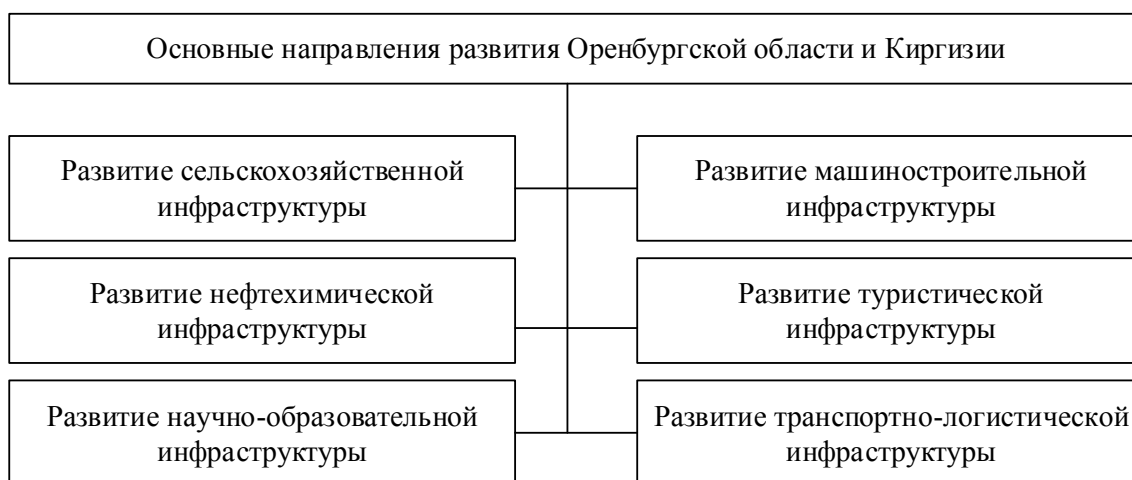 Основные направления развития Оренбургской области и Киргизии
Развитие сельскохозяйственной
инфраструктуры
Развитие машиностроительной
инфраструктуры
Развитие нефтехимической
инфраструктуры
Развитие туристической
инфраструктуры
Развитие научно-образовательной
инфраструктуры
Развитие транспортно-логистической
инфраструктуры